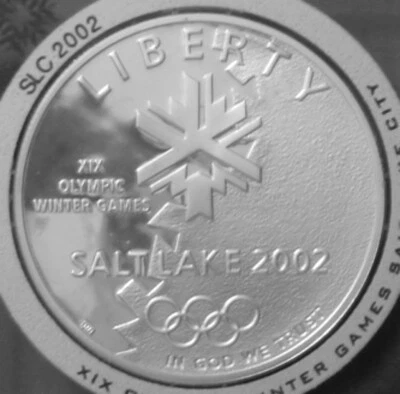 SLC 2002
LIBERTY
XIX
OLYMPIC
WINTER GAMES
SALT LAKE 2002
IN GOD WE TRUST
XIX
WINTER GAMES
CITY